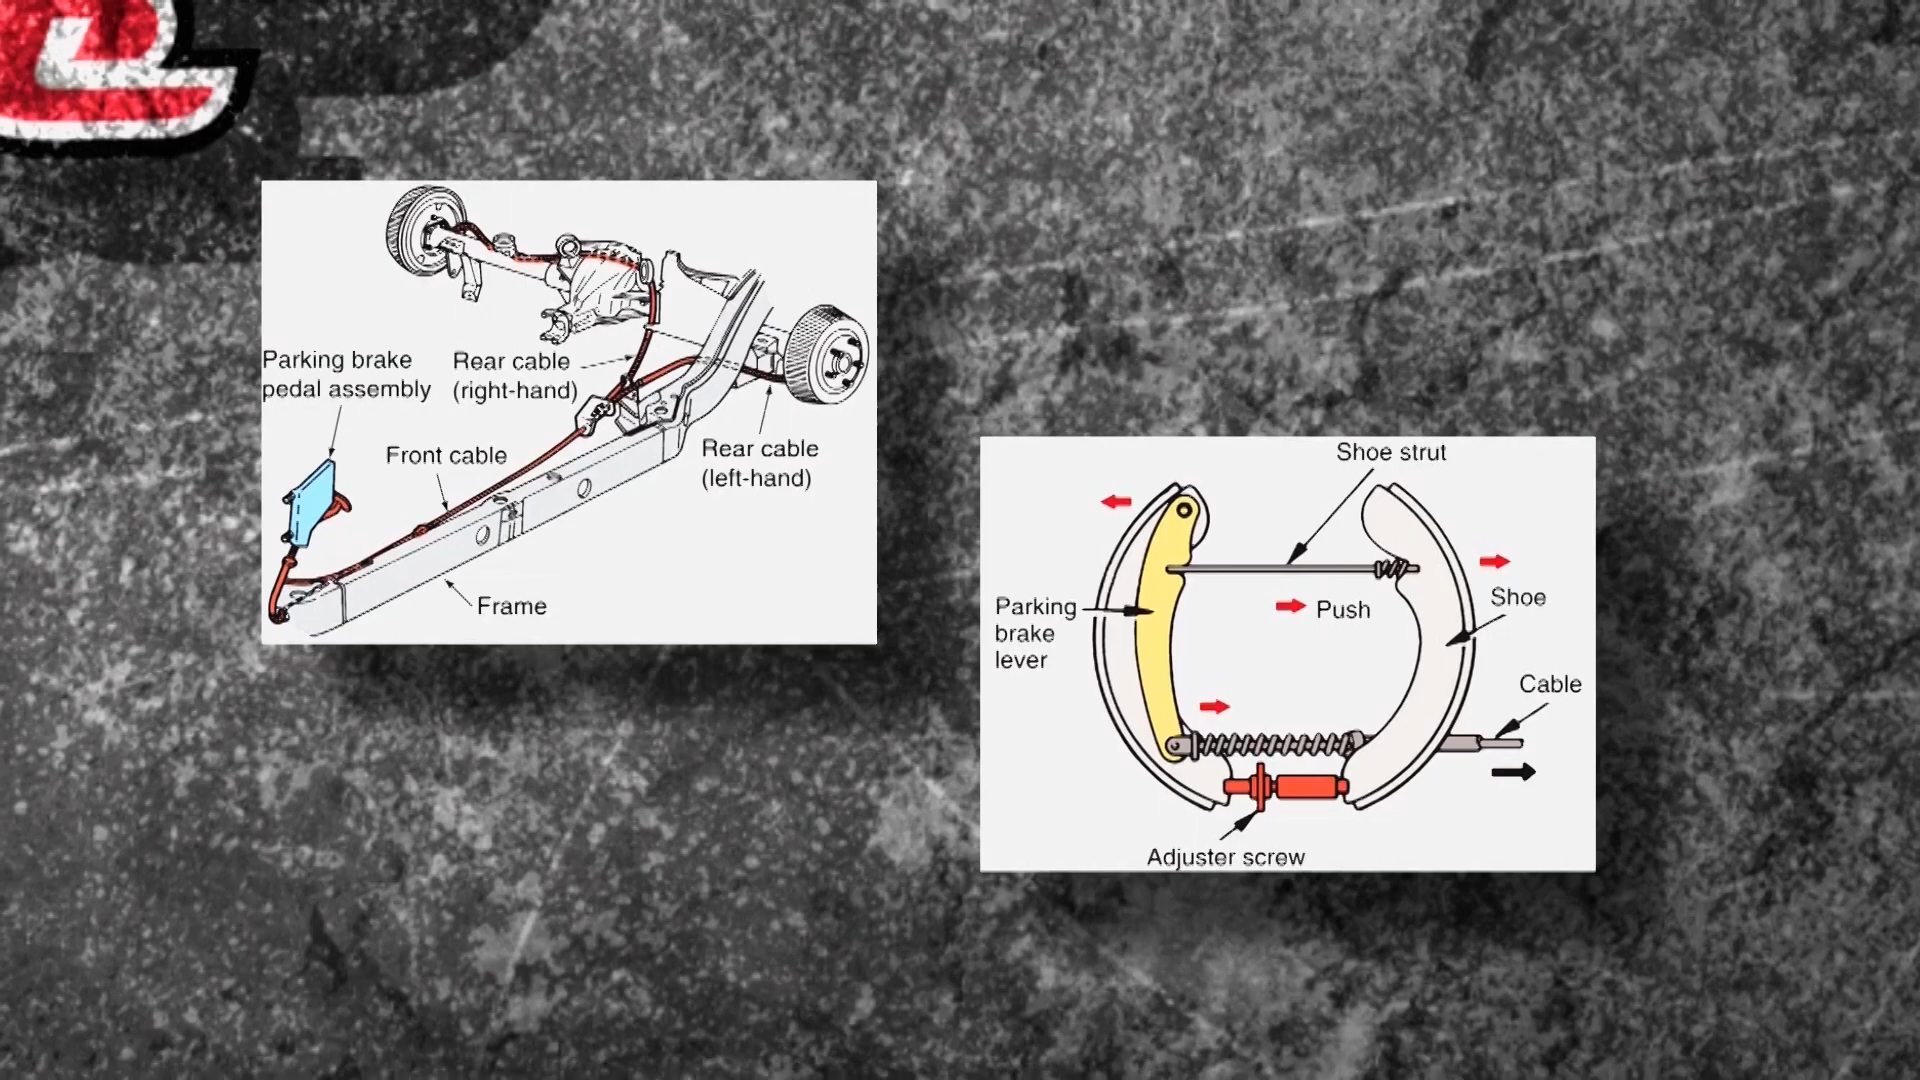 Parking brake
pedal assembly
Rear cable
(right-hand)
Front cable
Rear cable
(left-hand)
Frame
Shoe strut
Parking
brake
lever
Push
Shoe
Cable
Adjuster screw